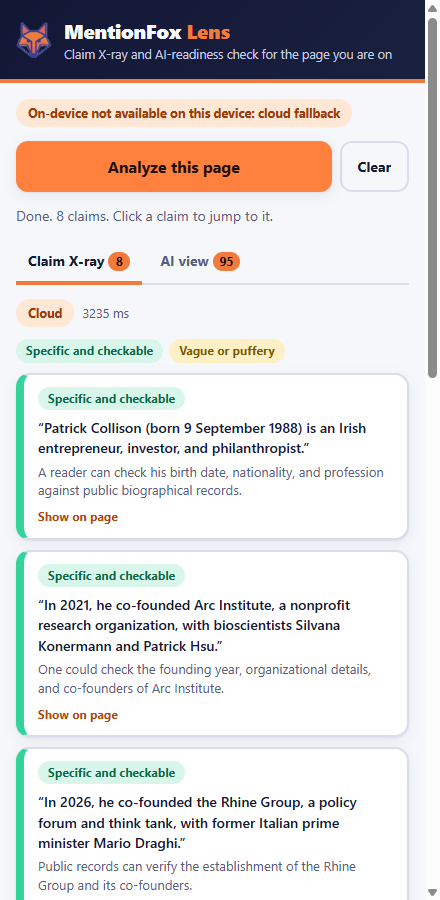 MentionFox Lens
Claim X-ray and AI-readiness check for the page you are on
On-device not available on this device: cloud fallback
Analyze this page
Clear
Done. 8 claims. Click a claim to jump to it.
Claim X-ray 8
AI view 95
Cloud 3235 ms
Specific and checkable
Vague or puffery
Specific and checkable
“Patrick Collison (born 9 September 1988) is an Irish
entrepreneur, investor, and philanthropist.”
A reader can check his birth date, nationality, and profession
against public biographical records.
Show on page
Specific and checkable
“In 2021, he co-founded Arc Institute, a nonprofit
research organization, with bioscientists Silvana
Konermann and Patrick Hsu.”
One could check the founding year, organizational details,
and co-founders of Arc Institute.
Show on page
Specific and checkable
“In 2026, he co-founded the Rhine Group, a policy
forum and think tank, with former Italian prime
minister Mario Draghi.”
Public records can verify the establishment of the Rhine
Group and its co-founders.